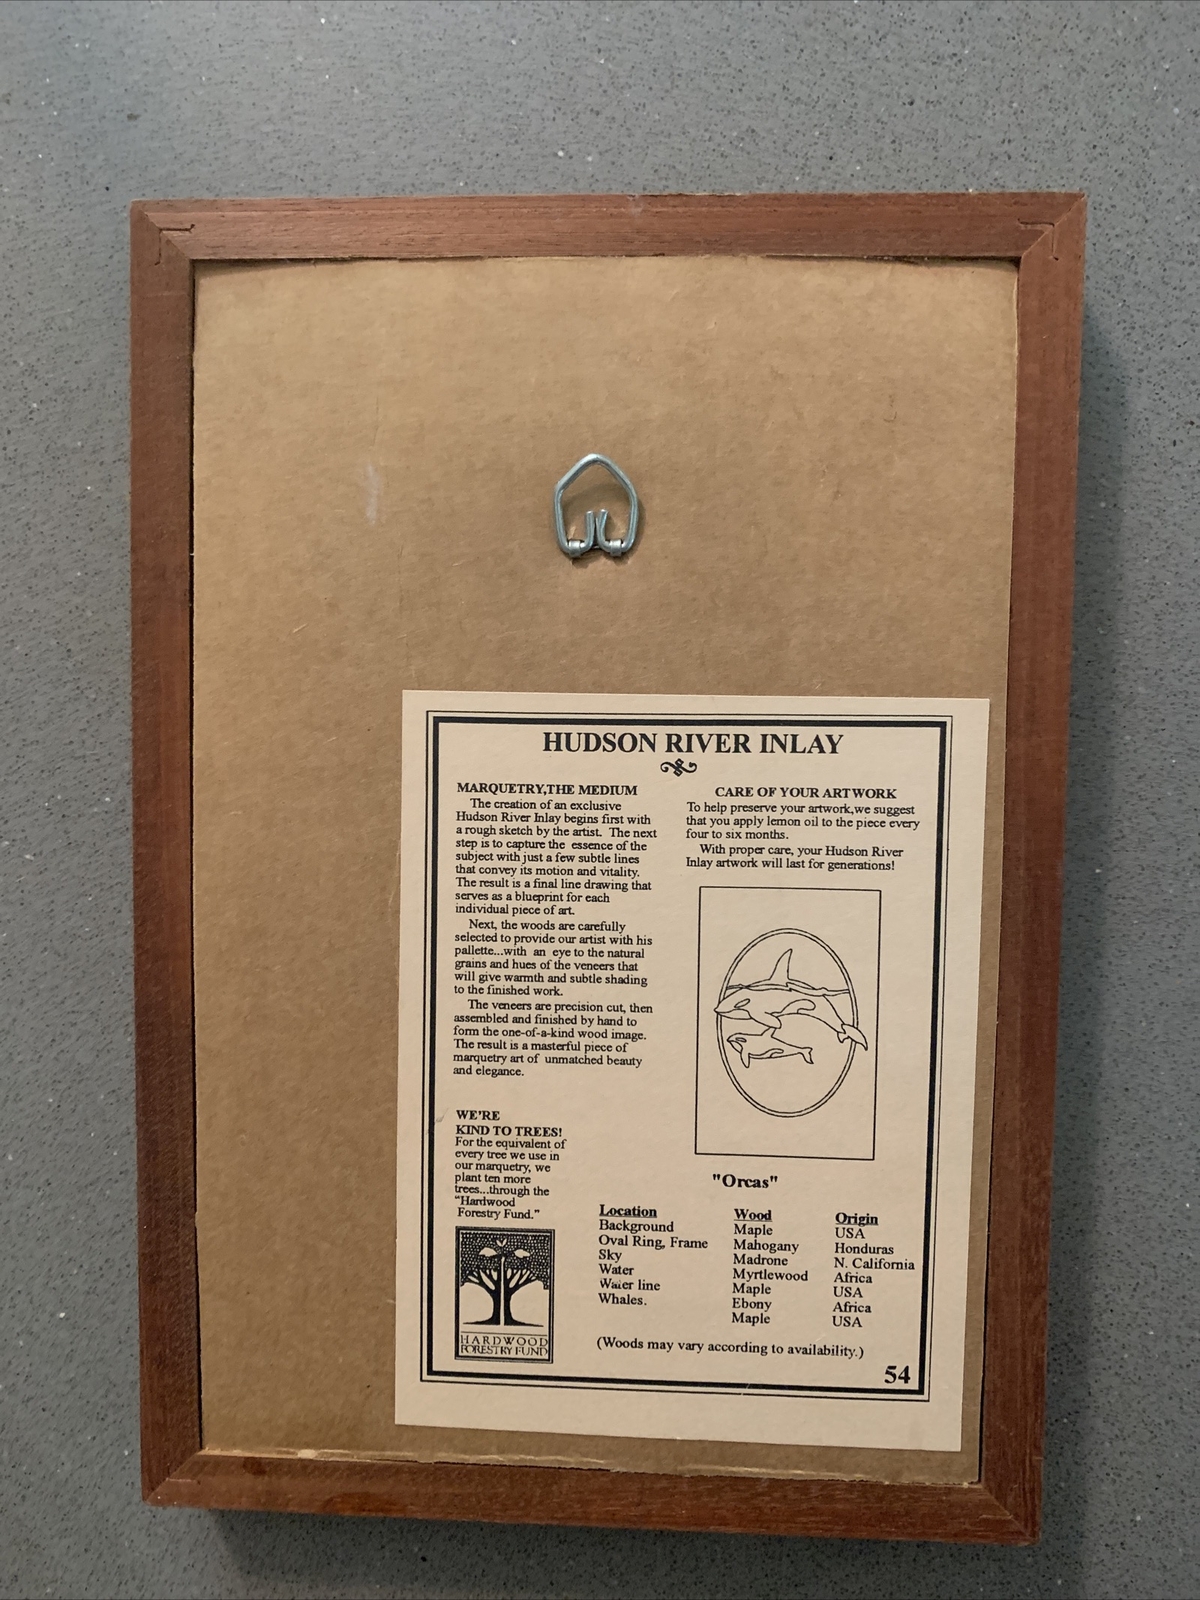 HUDSON RIVER INLAY
MARQUETRY,THE MEDIUM
The creation of an exclusive
Hudson River Inlay begins first with
a rough sketch by the artist. The next
step is to capture the essence of the
subject with just a few subtle lines
that convey its motion and vitality.
The result is a final line drawing that
serves as a blueprint for each
individual piece of art.
Next, the woods are carefully
selected to provide our artist with his
pallette...with an eye to the natural
grains and hues of the veneers that
will give warmth and subtle shading
to the finished work.
The veneers are precision cut, then
assembled and finished by hand to
form the one-of-a-kind wood image.
The result is a masterful piece of
marquetry art of unmatched beauty
and elegance.
CARE OF YOUR ARTWORK
To help preserve your artwork,we suggest
that you apply lemon oil to the piece every
four to six months.
With proper care, your Hudson River
Inlay artwork will last for generations!
"Orcas"
WE'RE
KIND TO TREES!
For the equivalent of
every tree we use in
our marquetry, we
plant ten more
trees...through the
"Hardwood
Forestry Fund."
HARDWOOD
FORESTRY FUND
Location Wood Origin
Background Maple USA
Oval Ring, Frame Mahogany Honduras
Sky Madrone N. California
Water Myrtlewood Africa
Water line Maple USA
Whales. Ebony Africa
Maple USA
(Woods may vary according to availability.)
54